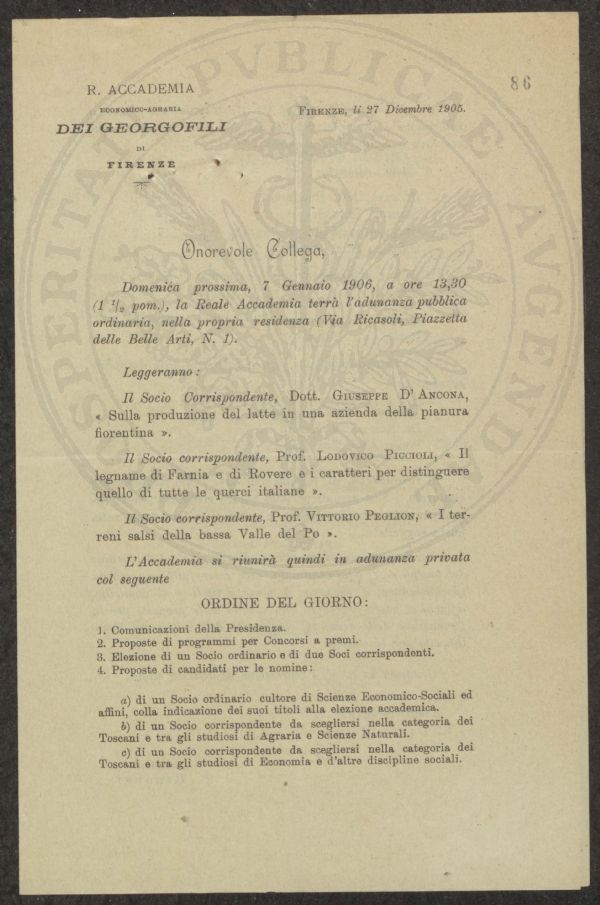 86
R. ACCADEMIA
ECONOMICO-AGRARIA
DEI GEORGOFILI
DI
FIRENZE
FIRENZE, li 27 Dicembre 1905.
Onorevole Collega,
Domenica prossima, 7 Gennaio 1906, a ore 13,30
(1 1/2 pom.), la Reale Accademia terrà l'adunanza pubblica
ordinaria, nella propria residenza (Via Ricasoli, Piazzetta
delle Belle Arti, N. 1).
Leggeranno:
Il Socio Corrispondente, Dott. GIUSEPPE D'ANCONA,
« Sulla produzione del latte in una azienda della pianura
fiorentina ».
Il Socio corrispondente, Prof. LODOVICO PICCIOLI, « Il
legname di Farnia e di Rovere e i caratteri per distinguere
quello di tutte le querci italiane ».
Il Socio corrispondente, Prof. VITTORIO PEGLION, « I ter-
reni salsi della bassa Valle del Po ».
L'Accademia si riunirà quindi in adunanza privata
col seguente
ORDINE DEL GIORNO:
1. Comunicazioni della Presidenza.
2. Proposte di programmi per Concorsi a premi.
3. Elezione di un Socio ordinario e di due Soci corrispondenti.
4. Proposte di candidati per le nomine:
a) di un Socio ordinario cultore di Scienze Economico-Sociali ed
affini, colla indicazione dei suoi titoli alla elezione accademica.
b) di un Socio corrispondente da scegliersi nella categoria dei
Toscani e tra gli studiosi di Agraria e Scienze Naturali.
c) di un Socio corrispondente da scegliersi nella categoria dei
Toscani e tra gli studiosi di Economia e d'altre discipline sociali.
PROSPERITATI PVBLICAE AVGENDAE